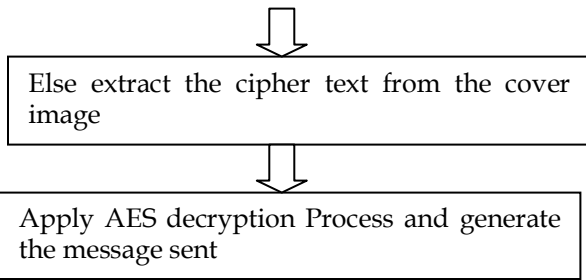 Else extract the cipher text from the cover
image
Apply AES decryption Process and generate
the message sent